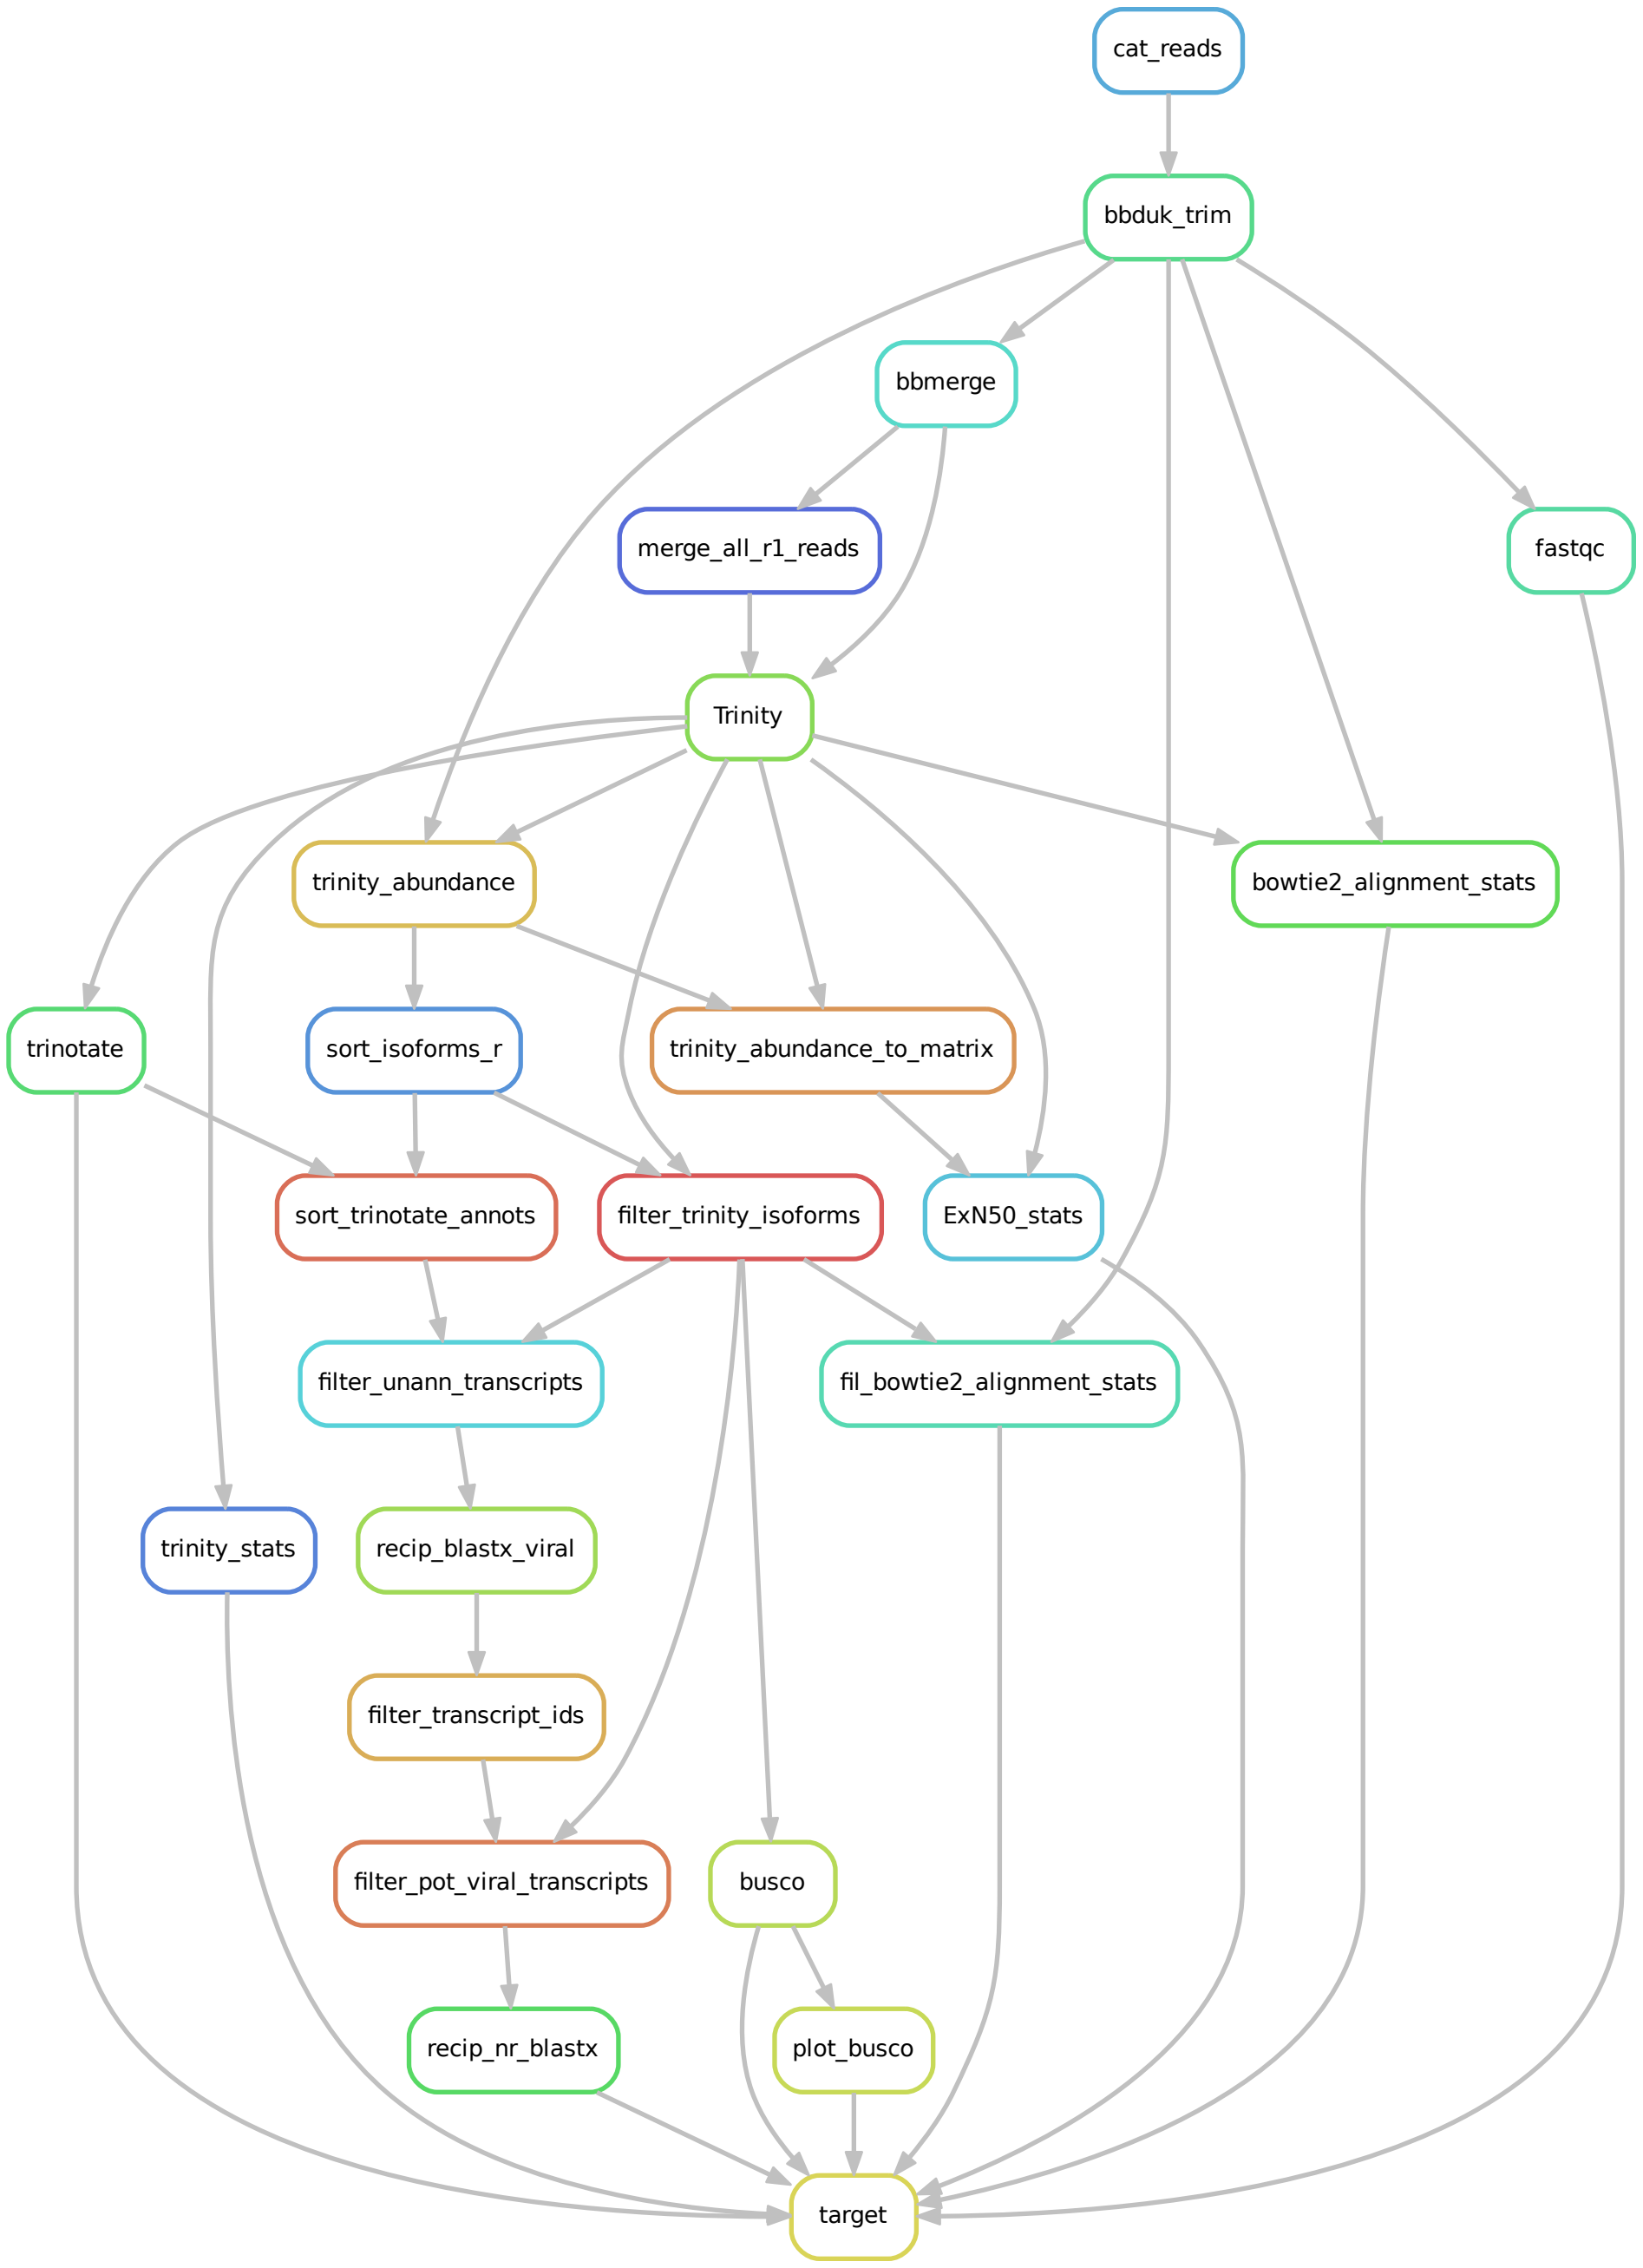 cat_reads
bbduk_trim
bbmerge
merge_all_r1_reads
fastqc
Trinity
trinity_abundance
bowtie2_alignment_stats
trinotate
sort_isoforms_r
trinity_abundance_to_matrix
sort_trinotate_annots
filter_trinity_isoforms
ExN50_stats
filter_unann_transcripts
fil_bowtie2_alignment_stats
trinity_stats
recip_blastx_viral
filter_transcript_ids
filter_pot_viral_transcripts
busco
recip_nr_blastx
plot_busco
target